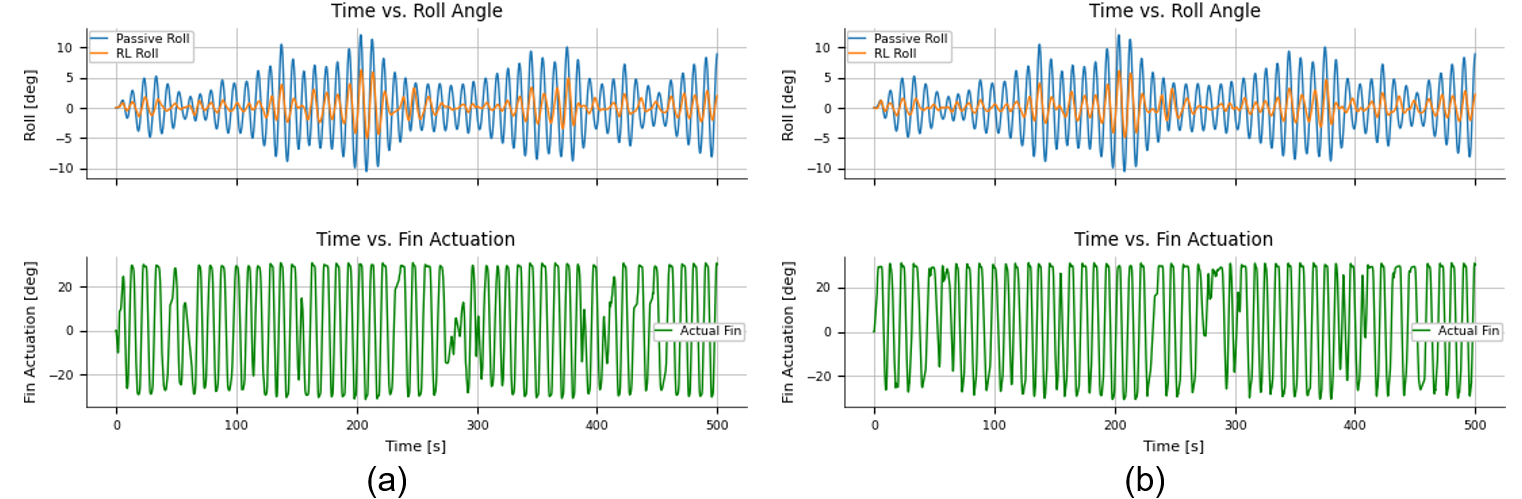 Time vs. Roll Angle
Roll [deg]
10
5
0
−5
−10
Passive Roll
RL Roll
Time vs. Fin Actuation
Fin Actuation [deg]
20
0
−20
Actual Fin
0 100 200 300 400 500
Time [s]
(a)
Time vs. Roll Angle
Roll [deg]
10
5
0
−5
−10
Passive Roll
RL Roll
Time vs. Fin Actuation
Fin Actuation [deg]
20
0
−20
Actual Fin
0 100 200 300 400 500
Time [s]
(b)